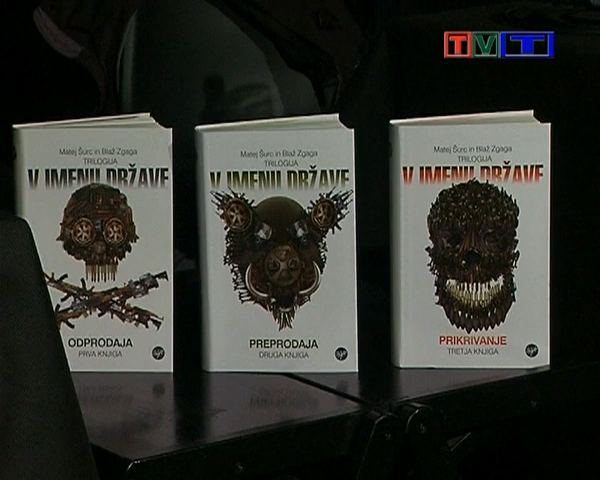 TVT
Matej Šurc in Blaž Zgaga
TRILOGIJA
V IMENU DRŽAVE
ODPRODAJA
PRVA KNJIGA
Matej Šurc in Blaž Zgaga
TRILOGIJA
V IMENU DRŽAVE
PREPRODAJA
DRUGA KNJIGA
Matej Šurc in Blaž Zgaga
TRILOGIJA
V IMENU DRŽAVE
PRIKRIVANJE
TRETJA KNJIGA